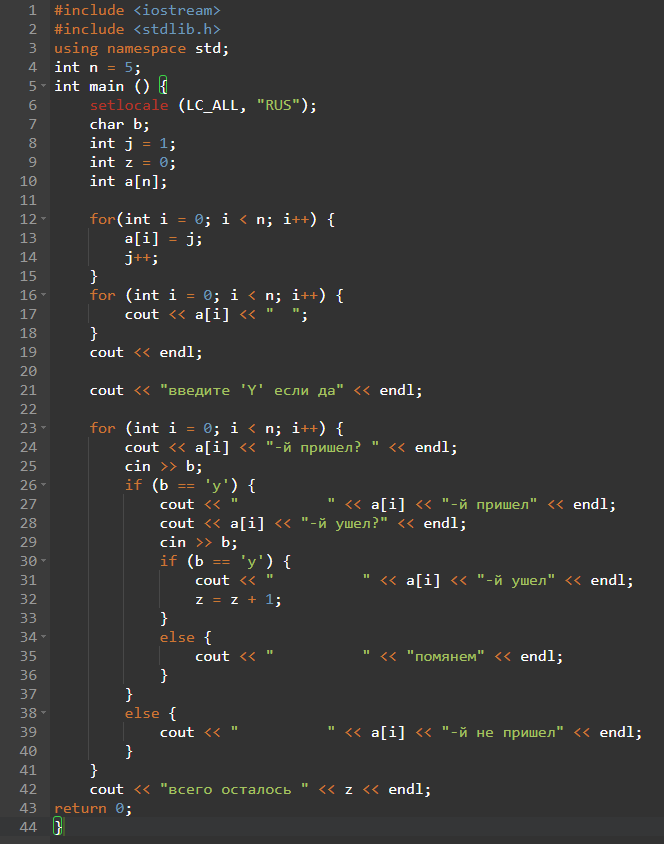 1 #include <iostream>
2 #include <stdlib.h>
3 using namespace std;
4 int n = 5;
5 int main () {
6     setlocale (LC_ALL, "RUS");
7     char b;
8     int j = 1;
9     int z = 0;
10     int a[n];
11
12     for(int i = 0; i < n; i++) {
13         a[i] = j;
14         j++;
15     }
16     for (int i = 0; i < n; i++) {
17         cout << a[i] << "  ";
18     }
19     cout << endl;
20
21     cout << "введите 'Y' если да" << endl;
22
23     for (int i = 0; i < n; i++) {
24         cout << a[i] << "-й пришел? " << endl;
25         cin >> b;
26         if (b == 'y') {
27             cout << "          " << a[i] << "-й пришел" << endl;
28             cout << a[i] << "-й ушел?" << endl;
29             cin >> b;
30             if (b == 'y') {
31                 cout << "          " << a[i] << "-й ушел" << endl;
32                 z = z + 1;
33             }
34             else {
35                 cout << "          " << "помянем" << endl;
36             }
37         }
38         else {
39             cout << "          " << a[i] << "-й не пришел" << endl;
40         }
41     }
42     cout << "всего осталось " << z << endl;
43 return 0;
44 }